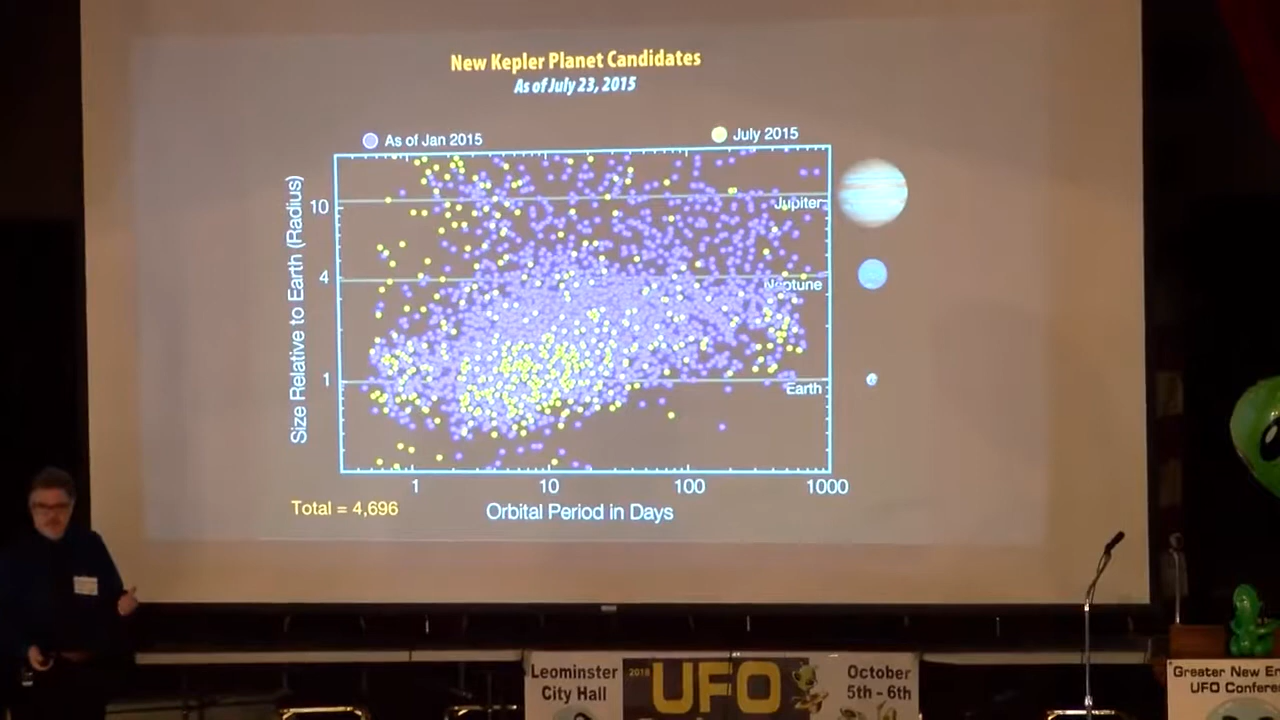 New Kepler Planet Candidates
As of July 23, 2015
As of Jan 2015
July 2015
Size Relative to Earth (Radius)
10
4
1
Jupiter
Neptune
Earth
1
10
100
1000
Orbital Period in Days
Total = 4,696
Leominster
City Hall
UFO
October
5th - 6th
Greater New En
UFO Confere